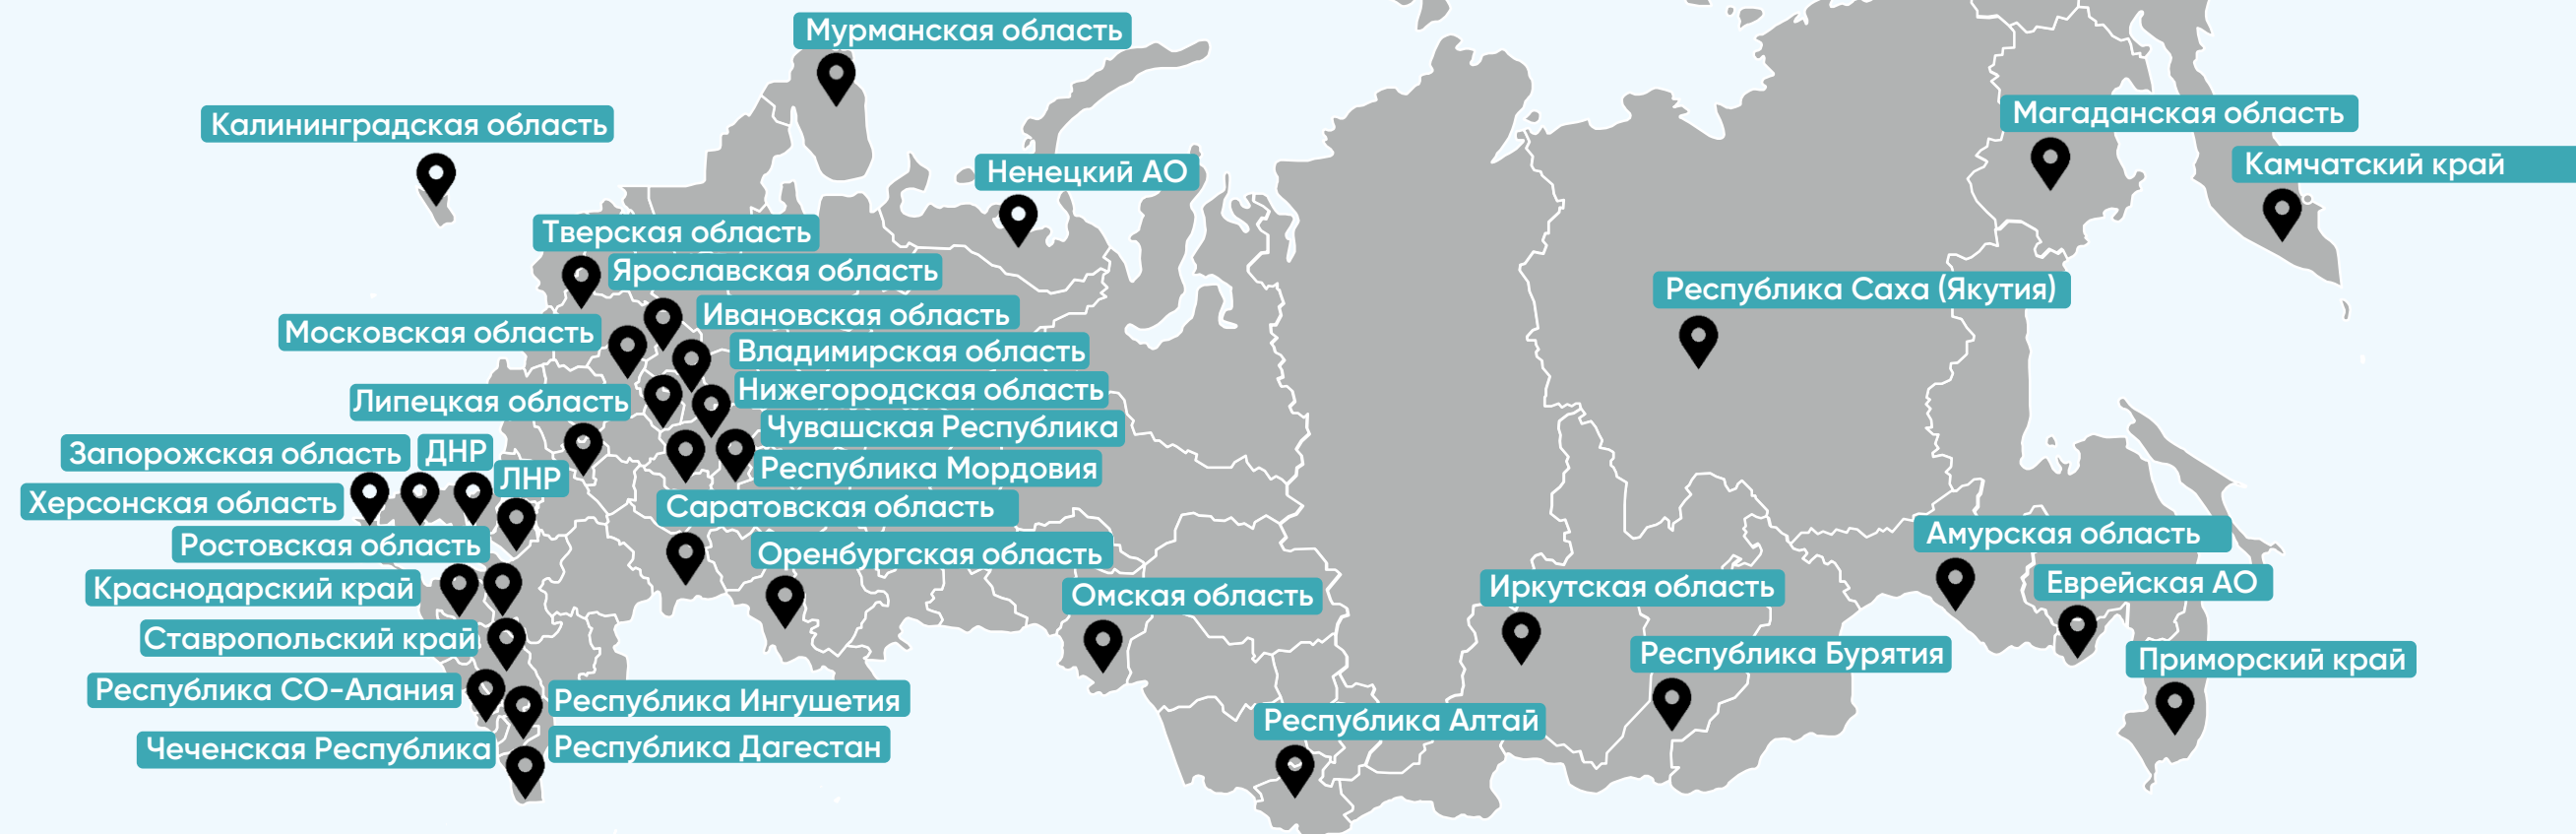 Мурманская область
Калининградская область
Магаданская область
Камчатский край
Ненецкий АО
Тверская область
Ярославская область
Республика Саха (Якутия)
Ивановская область
Московская область
Владимирская область
Нижегородская область
Липецкая область
Чувашская Республика
Запорожская область
ДНР
Республика Мордовия
ЛНР
Херсонская область
Саратовская область
Амурская область
Ростовская область
Оренбургская область
Еврейская АО
Краснодарский край
Иркутская область
Омская область
Ставропольский край
Республика Бурятия
Приморский край
Республика СО-Алания
Республика Ингушетия
Республика Алтай
Чеченская Республика
Республика Дагестан